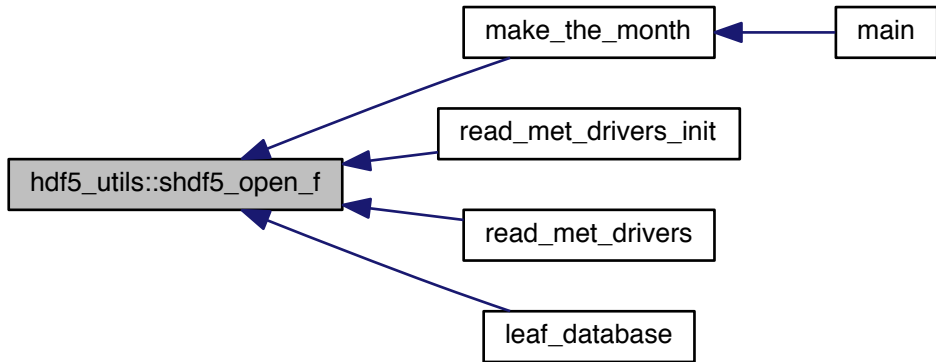 make_the_month
main
read_met_drivers_init
hdf5_utils::shdf5_open_f
read_met_drivers
leaf_database